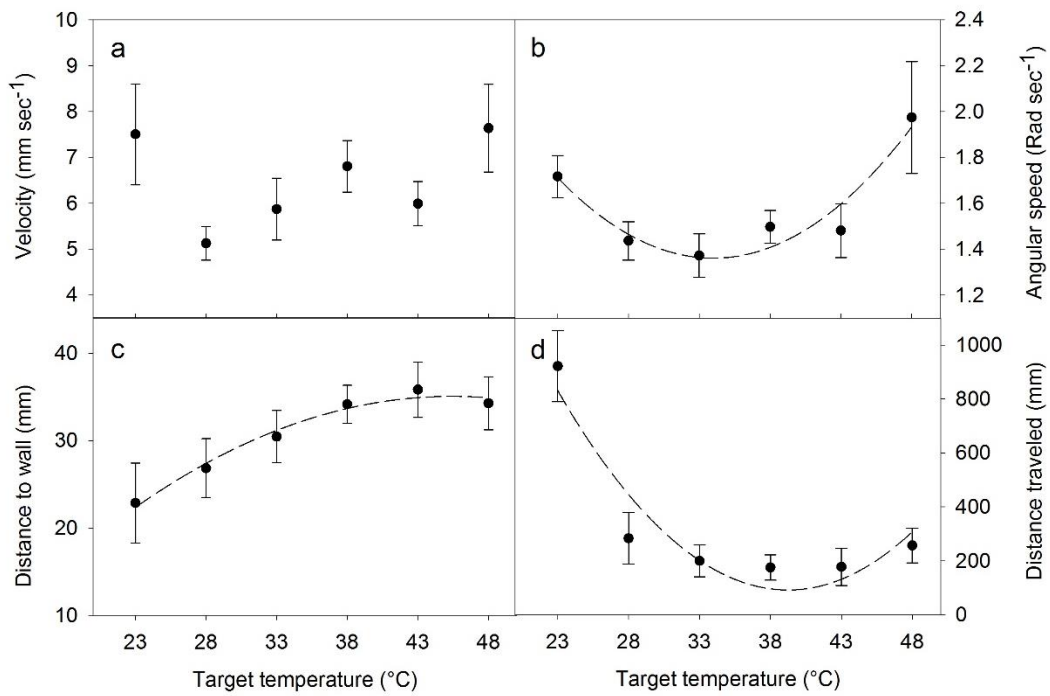 a
Velocity (mm sec-1)
10
9
8
7
6
5
4
b
Angular speed (Rad sec-1)
2.4
2.2
2.0
1.8
1.6
1.4
1.2
c
Distance to wall (mm)
40
30
20
10
23 28 33 38 43 48
Target temperature (°C)
d
Distance traveled (mm)
1000
800
600
400
200
0
23 28 33 38 43 48
Target temperature (°C)